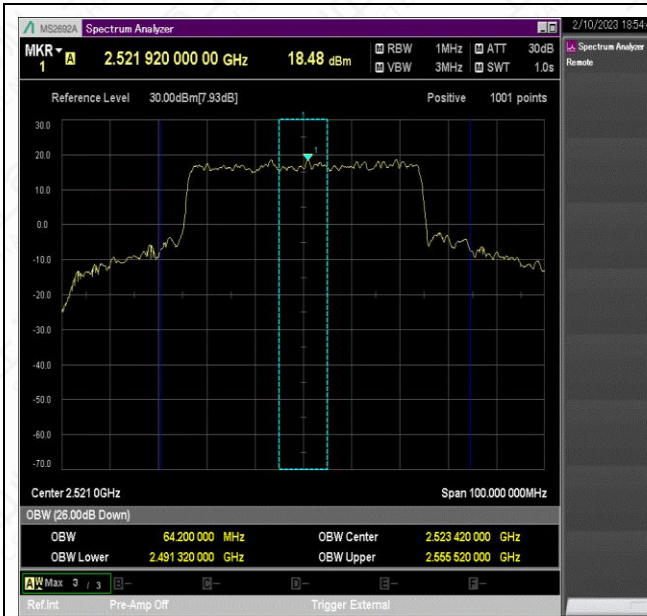 MS2692A Spectrum Analyzer
2/10/2023 18:54
MKR 1 A 2.521 920 000 00 GHz 18.48 dBm
RBW 1MHz ATT 30dB
VBW 3MHz SWT 1.0s
Spectrum Analyzer
Remote
Reference Level 30.00dBm[7.93dB] Positive 1001 points
1
30.0
20.0
1
10.0
0.0
-10.0
-20.0
-30.0
-40.0
-50.0
-60.0
-70.0
Center 2.521 0GHz Span 100.000 000MHz
OBW (26.00dB Down)
OBW 64.200 000 MHz OBW Center 2.523 420 000 GHz
OBW Lower 2.491 320 000 GHz OBW Upper 2.555 520 000 GHz
A W Max 3 / 3 B- C- D- E- F-
Ref.Int Pre-Amp Off Trigger External